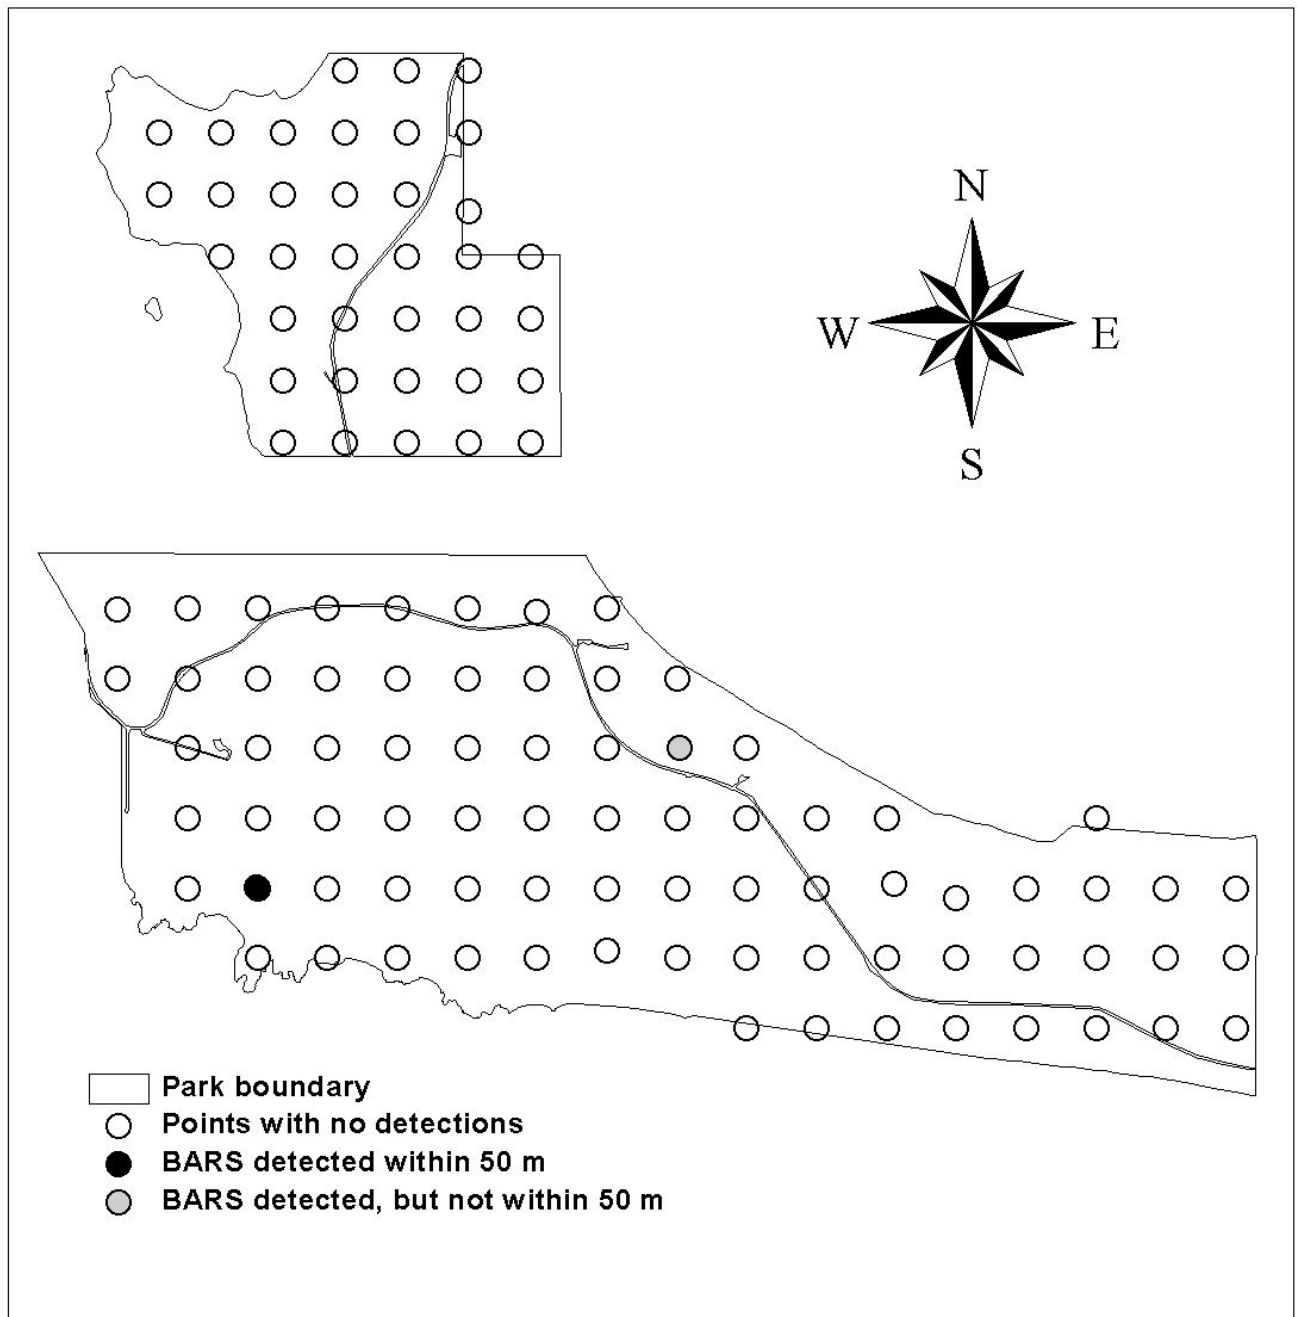 N
W
E
S
Park boundary
Points with no detections
BARS detected within 50 m
BARS detected, but not within 50 m